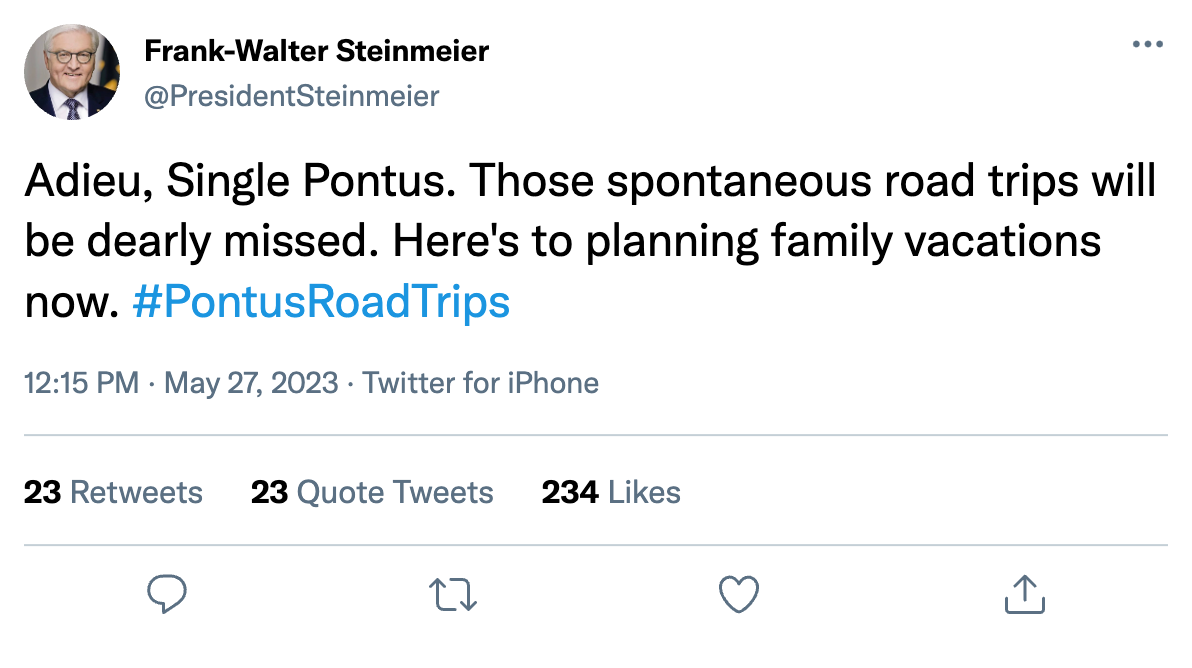 Frank-Walter Steinmeier
@PresidentSteinmeier
Adieu, Single Pontus. Those spontaneous road trips will
be dearly missed. Here's to planning family vacations
now. #PontusRoadTrips
12:15 PM · May 27, 2023 · Twitter for iPhone
23 Retweets 23 Quote Tweets 234 Likes